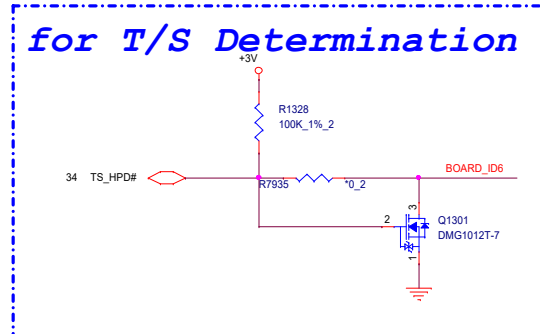 for T/S Determination
+3V
R1328
100K_1%_2
34 TS_HPD#
R7935 *0_2
BOARD_ID6
3
2
Q1301
DMG1012T-7
1